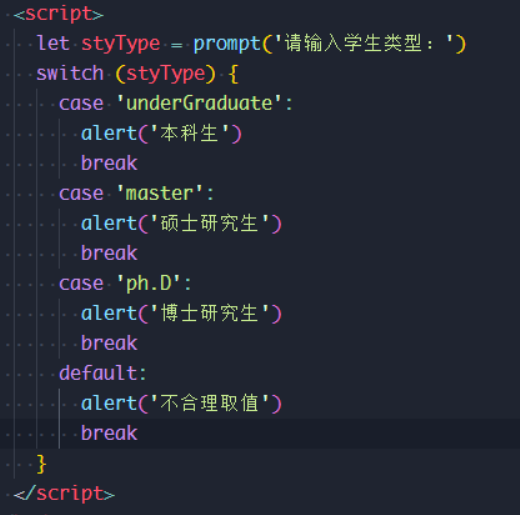 <script>
let styType = prompt('请输入学生类型：')
switch (styType) {
case 'underGraduate':
alert('本科生')
break
case 'master':
alert('硕士研究生')
break
case 'ph.D':
alert('博士研究生')
break
default:
alert('不合理取值')
break
}
</script>